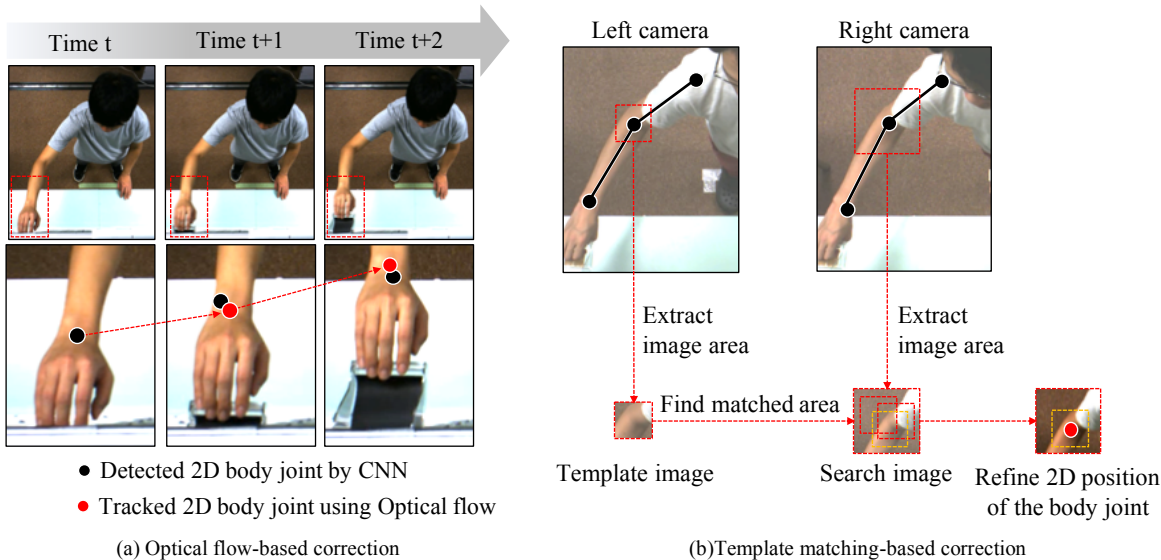 Time t
Time t+1
Time t+2
Detected 2D body joint by CNN
Tracked 2D body joint using Optical flow
(a) Optical flow-based correction
Left camera
Right camera
Extract
image area
Extract
image area
Find matched area
Template image
Search image
Refine 2D position
of the body joint
(b)Template matching-based correction